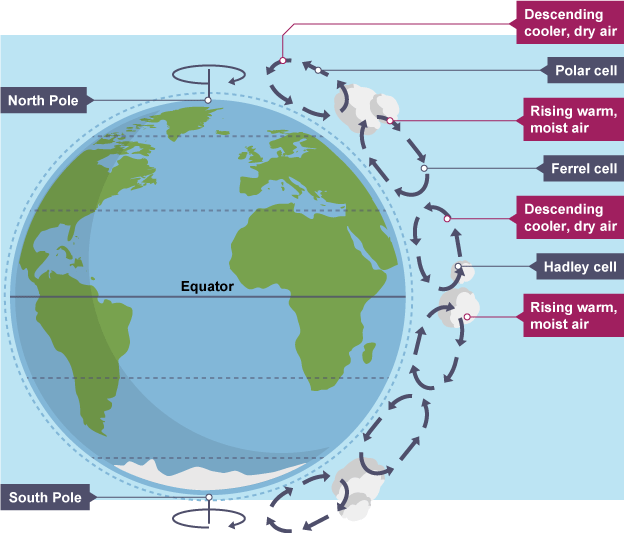 Descending
cooler, dry air
Polar cell
North Pole
Rising warm,
moist air
Ferrel cell
Descending
cooler, dry air
Hadley cell
Equator
Rising warm,
moist air
South Pole